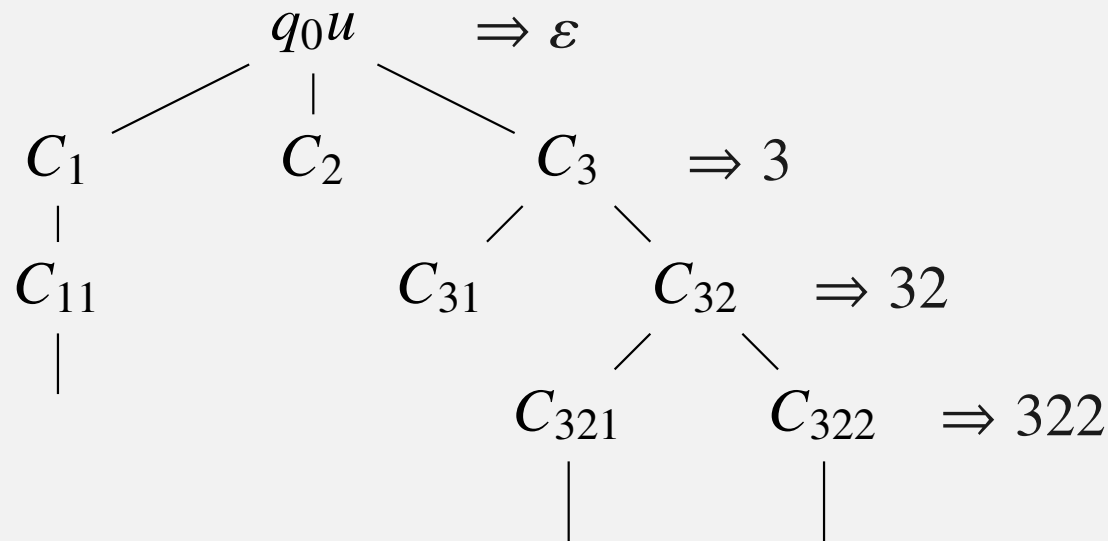 q₀u ⇒ ε
C₁ C₂ C₃ ⇒ 3
C₁₁ C₃₁ C₃₂ ⇒ 32
C₃₂₁ C₃₂₂ ⇒ 322